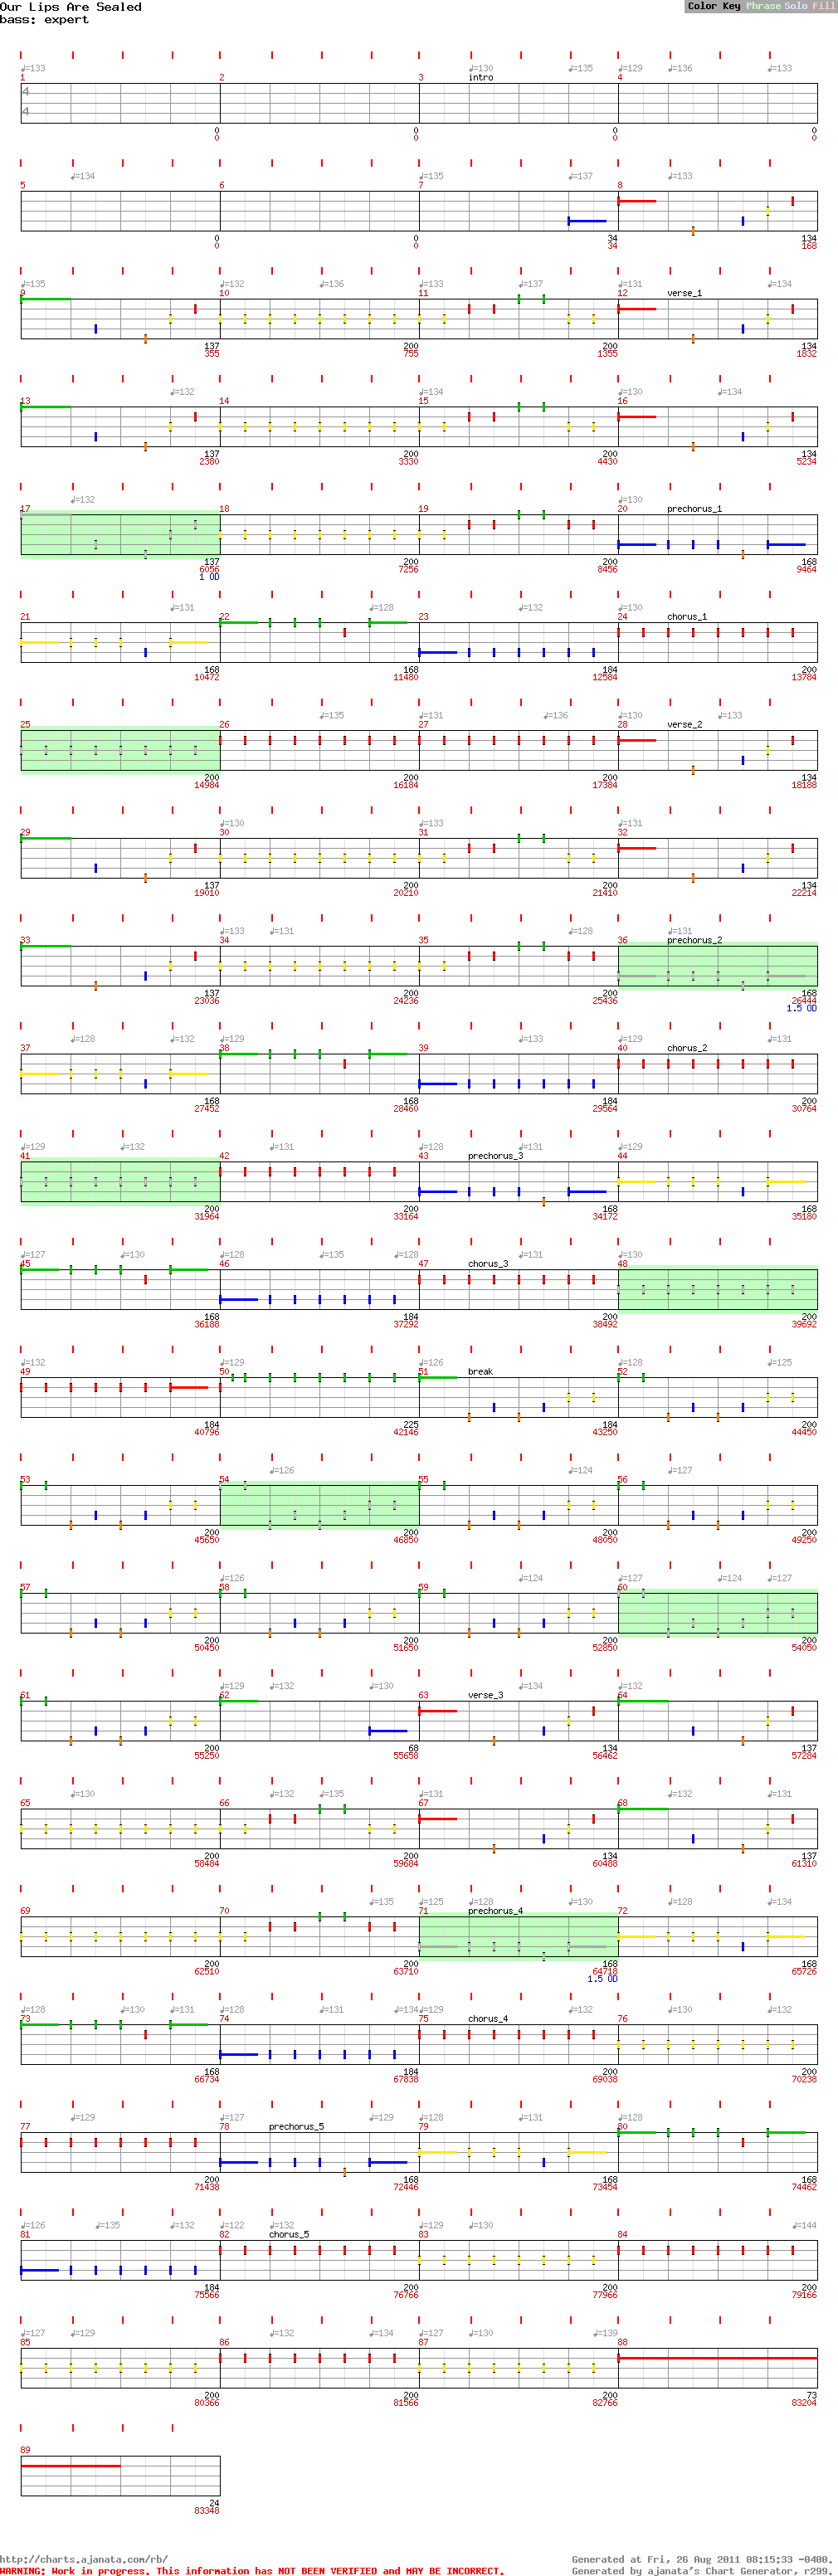 Our Lips Are Sealed Color Key Phrase Solo Fill
bass: expert
♩=133 ♩=130 ♩=135 ♩=129 ♩=136 ♩=133
1 2 3 intro 4
4
4
0 0 0 0
0 0 0 0
♩=134 ♩=135 ♩=137 ♩=133
5 6 7 8
0 0 34 134
0 0 34 168
♩=135 ♩=132 ♩=136 ♩=133 ♩=137 ♩=131 ♩=134
9 10 11 12 verse_1
137 200 200 134
355 755 1355 1832
♩=132 ♩=134 ♩=130 ♩=134
13 14 15 16
137 200 200 134
2380 3330 4430 5234
♩=132 ♩=130
17 18 19 20 prechorus_1
137 200 200 168
6056 7256 8456 9464
1 OD
♩=131 ♩=128 ♩=132 ♩=130
21 22 23 24 chorus_1
168 168 184 200
10472 11480 12584 13784
♩=135 ♩=131 ♩=136 ♩=130 ♩=133
25 26 27 28 verse_2
200 200 200 134
14984 16184 17384 18188
♩=130 ♩=133 ♩=131
29 30 31 32
137 200 200 134
19010 20210 21410 22214
♩=133 ♩=131 ♩=128 ♩=131
33 34 35 36 prechorus_2
137 200 200 168
23036 24236 25436 26444
1.5 OD
♩=128 ♩=132 ♩=129 ♩=133 ♩=129 ♩=131
37 38 39 40 chorus_2
168 168 184 200
27452 28460 29564 30764
♩=129 ♩=132 ♩=131 ♩=128 ♩=131 ♩=129
41 42 43 prechorus_3 44
200 200 168 168
31964 33164 34172 35180
♩=127 ♩=130 ♩=128 ♩=135 ♩=128 ♩=131 ♩=130
45 46 47 chorus_3 48
168 184 200 200
36188 37292 38492 39692
♩=132 ♩=129 ♩=126 ♩=128 ♩=125
49 50 51 break 52
184 225 184 200
40796 42146 43250 44450
♩=126 ♩=124 ♩=127
53 54 55 56
200 200 200 200
45650 46850 48050 49250
♩=126 ♩=124 ♩=127 ♩=124 ♩=127
57 58 59 60
200 200 200 200
50450 51650 52850 54050
♩=129 ♩=132 ♩=130 ♩=134 ♩=132
61 62 63 verse_3 64
200 68 134 137
55250 55658 56462 57284
♩=130 ♩=132 ♩=135 ♩=131 ♩=132 ♩=131
65 66 67 68
200 200 134 137
58484 59684 60488 61310
♩=135 ♩=125 ♩=128 ♩=130 ♩=128 ♩=134
69 70 71 prechorus_4 72
200 200 168 168
62510 63710 64718 65726
1.5 OD
♩=128 ♩=130 ♩=131 ♩=128 ♩=131 ♩=134 ♩=129 ♩=132 ♩=130 ♩=132
73 74 75 chorus_4 76
168 184 200 200
66734 67838 69038 70238
♩=129 ♩=127 ♩=129 ♩=128 ♩=131 ♩=128
77 78 prechorus_5 79 80
200 168 168 168
71438 72446 73454 74462
♩=126 ♩=135 ♩=132 ♩=122 ♩=132 ♩=129 ♩=130 ♩=144
81 82 chorus_5 83 84
184 200 200 200
75566 76766 77966 79166
♩=127 ♩=129 ♩=132 ♩=134 ♩=127 ♩=130 ♩=139
85 86 87 88
200 200 200 73
80366 81566 82766 83204
89
24
83348
http://charts.ajanata.com/rb/ Generated at Fri, 26 Aug 2011 08:15:33 -0400.
WARNING: Work in progress. This information has NOT BEEN VERIFIED and MAY BE INCORRECT. Generated by ajanata's Chart Generator, r299.